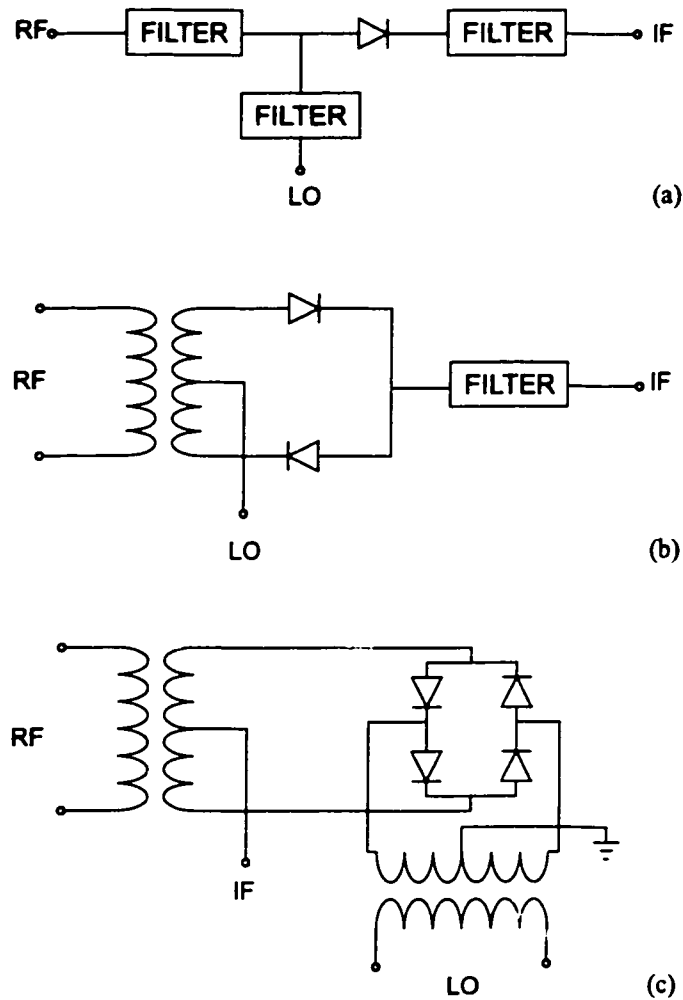 RF FILTER FILTER IF
FILTER
LO
(a)
RF FILTER IF
LO
(b)
RF
IF
LO
(c)